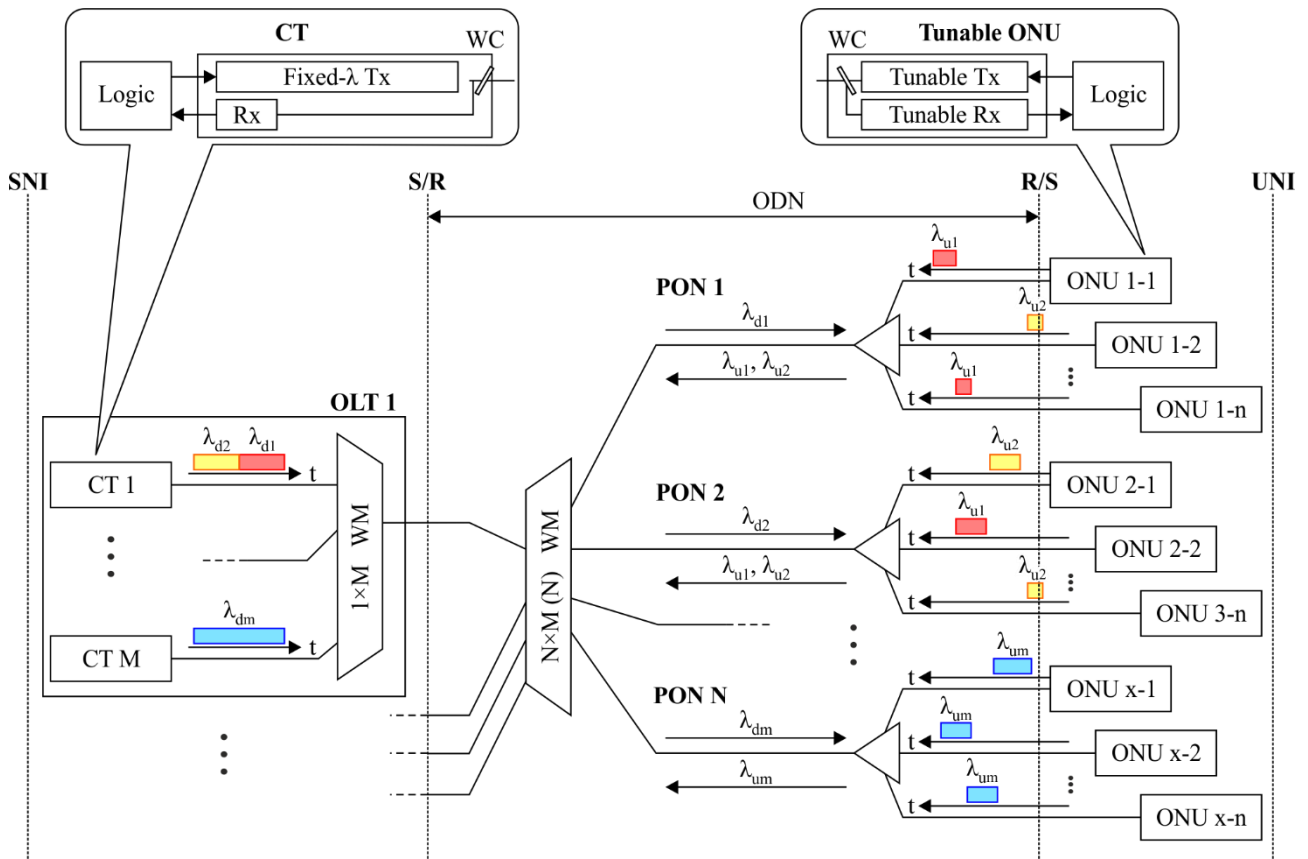 CT
WC
Logic
Fixed-λ Tx
Rx
Tunable ONU
WC
Tunable Tx
Tunable Rx
Logic
SNI
S/R
R/S
UNI
ODN
PON 1
λd1
λu1, λu2
λu1
t
ONU 1-1
λu2
t
ONU 1-2
λu1
t
ONU 1-n
OLT 1
CT 1
λd2
λd1
t
1×M WM
CT M
λdm
t
N×M (N) WM
PON 2
λd2
λu1, λu2
λu2
t
ONU 2-1
λu1
t
ONU 2-2
λu2
t
ONU 3-n
PON N
λdm
λum
λum
t
ONU x-1
λum
t
ONU x-2
λum
t
ONU x-n